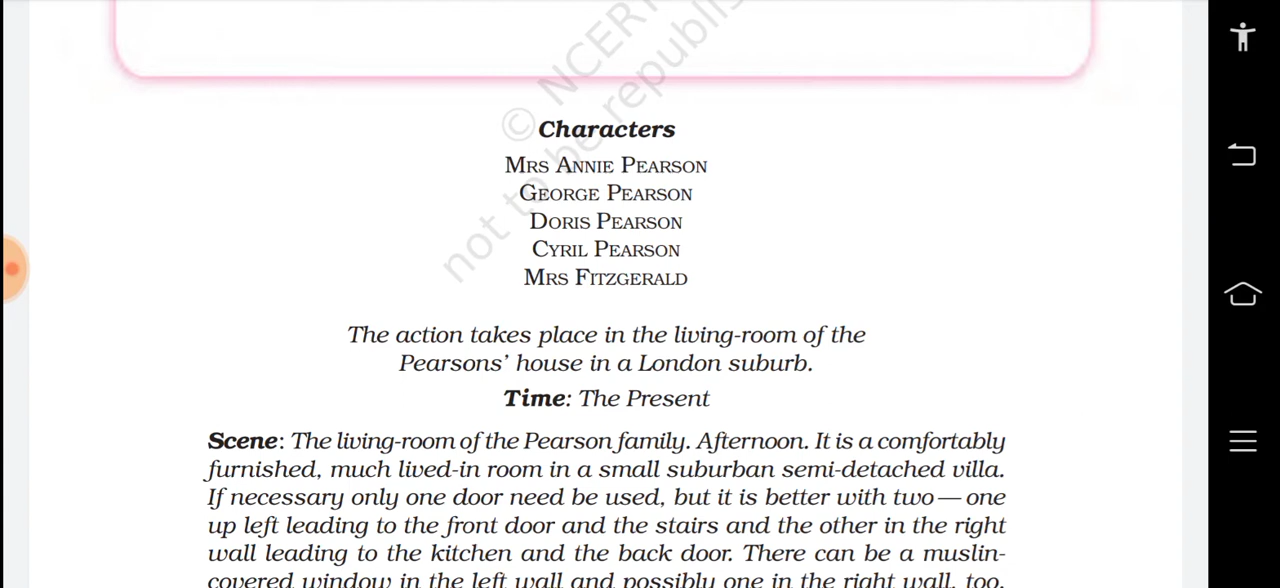 © NCERT
not to be republis
Characters
MRS ANNIE PEARSON
GEORGE PEARSON
DORIS PEARSON
CYRIL PEARSON
MRS FITZGERALD
The action takes place in the living-room of the
Pearsons' house in a London suburb.
Time: The Present
Scene: The living-room of the Pearson family. Afternoon. It is a comfortably
furnished, much lived-in room in a small suburban semi-detached villa.
If necessary only one door need be used, but it is better with two—one
up left leading to the front door and the stairs and the other in the right
wall leading to the kitchen and the back door. There can be a muslin-
covered window in the left wall and possibly one in the right wall, too.